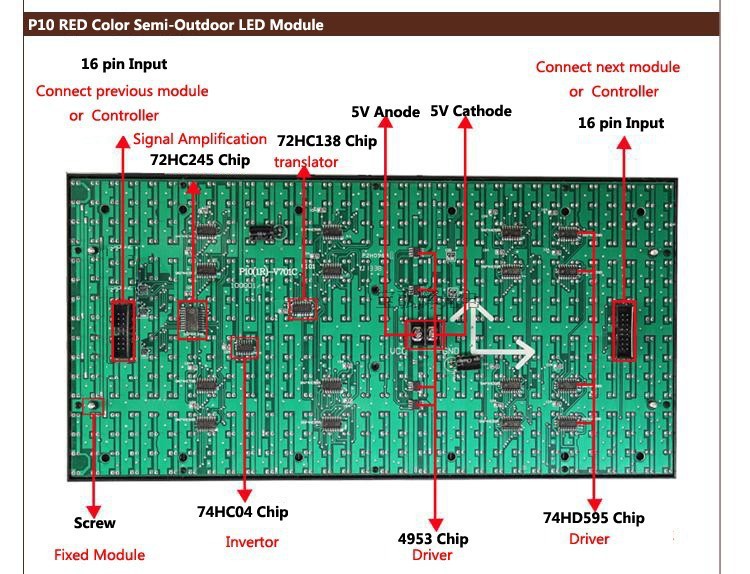 P10 RED Color Semi-Outdoor LED Module
16 pin Input
Connect previous module
or Controller
Signal Amplification
72HC245 Chip
72HC138 Chip
translator
5V Anode
5V Cathode
Connect next module
or Controller
16 pin Input
P10(1R)-V701C
VCC
GND
Screw
Fixed Module
74HC04 Chip
Invertor
4953 Chip
Driver
74HD595 Chip
Driver